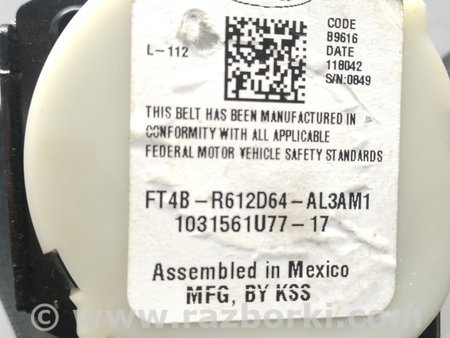 CODE
L-112
B9616
DATE
118042
S/N:0849
THIS BELT HAS BEEN MANUFACTURED IN
CONFORMITY WITH ALL APPLICABLE
FEDERAL MOTOR VEHICLE SAFETY STANDARDS
FT4B-R612D64-AL3AM1
1031561U77-17
Assembled in Mexico
MFG, BY KSS
© www.razborki.com